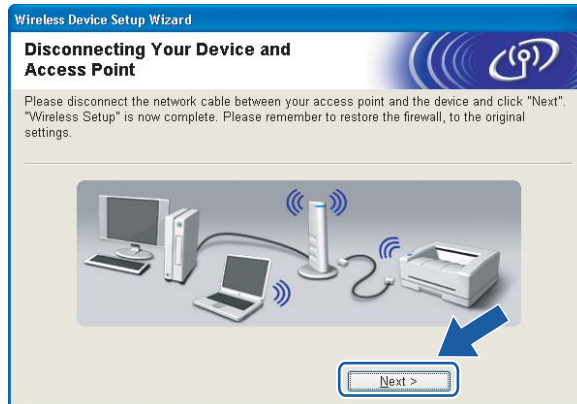 Wireless Device Setup Wizard
Disconnecting Your Device and
Access Point
Please disconnect the network cable between your access point and the device and click "Next".
"Wireless Setup" is now complete. Please remember to restore the firewall, to the original
settings.
Next >